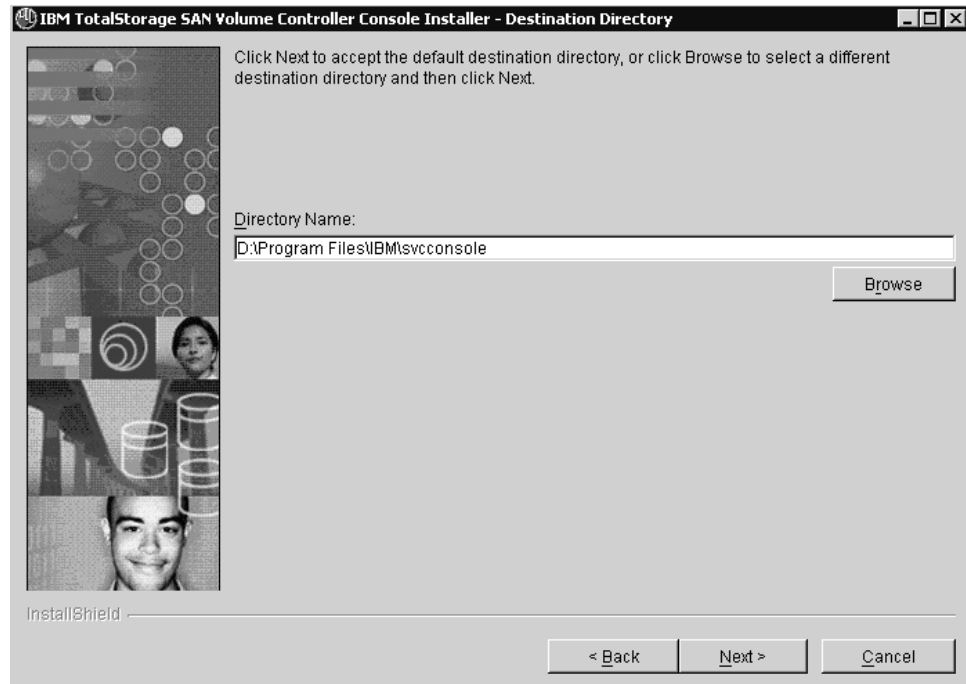 IBM TotalStorage SAN Volume Controller Console Installer - Destination Directory
Click Next to accept the default destination directory, or click Browse to select a different
destination directory and then click Next.
Directory Name:
D:\Program Files\IBM\svcconsole
Browse
InstallShield
< Back
Next >
Cancel